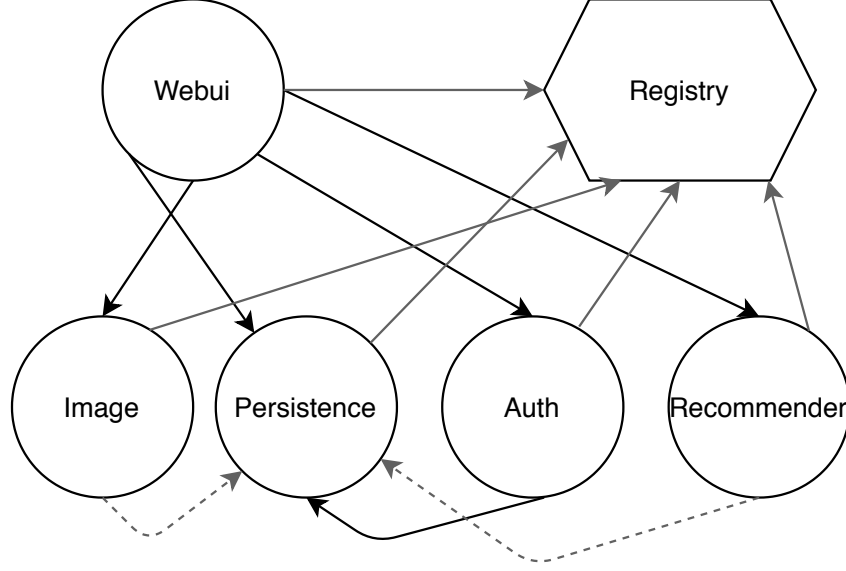 Webui
Registry
Image
Persistence
Auth
Recommender